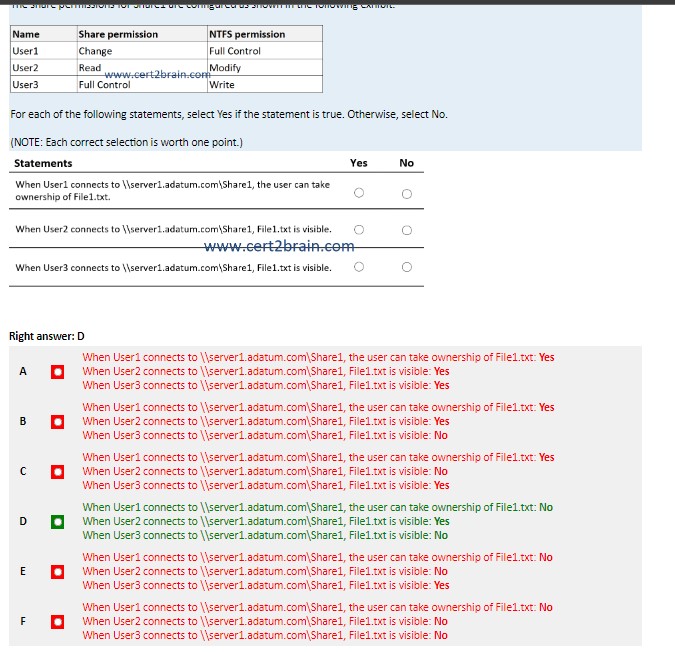 The share permissions for Share1 are configured as shown in the following exhibit.
Name Share permission NTFS permission
User1 Change Full Control
User2 Read Modify
www.cert2brain.com
User3 Full Control Write
For each of the following statements, select Yes if the statement is true. Otherwise, select No.
(NOTE: Each correct selection is worth one point.)
Statements Yes No
When User1 connects to \\server1.adatum.com\Share1, the user can take
ownership of File1.txt.
When User2 connects to \\server1.adatum.com\Share1, File1.txt is visible.
www.cert2brain.com
When User3 connects to \\server1.adatum.com\Share1, File1.txt is visible.
Right answer: D
When User1 connects to \\server1.adatum.com\Share1, the user can take ownership of File1.txt: Yes
A When User2 connects to \\server1.adatum.com\Share1, File1.txt is visible: Yes
When User3 connects to \\server1.adatum.com\Share1, File1.txt is visible: Yes
When User1 connects to \\server1.adatum.com\Share1, the user can take ownership of File1.txt: Yes
B When User2 connects to \\server1.adatum.com\Share1, File1.txt is visible: Yes
When User3 connects to \\server1.adatum.com\Share1, File1.txt is visible: No
When User1 connects to \\server1.adatum.com\Share1, the user can take ownership of File1.txt: Yes
C When User2 connects to \\server1.adatum.com\Share1, File1.txt is visible: No
When User3 connects to \\server1.adatum.com\Share1, File1.txt is visible: Yes
When User1 connects to \\server1.adatum.com\Share1, the user can take ownership of File1.txt: No
D When User2 connects to \\server1.adatum.com\Share1, File1.txt is visible: Yes
When User3 connects to \\server1.adatum.com\Share1, File1.txt is visible: No
When User1 connects to \\server1.adatum.com\Share1, the user can take ownership of File1.txt: No
E When User2 connects to \\server1.adatum.com\Share1, File1.txt is visible: No
When User3 connects to \\server1.adatum.com\Share1, File1.txt is visible: Yes
When User1 connects to \\server1.adatum.com\Share1, the user can take ownership of File1.txt: No
F When User2 connects to \\server1.adatum.com\Share1, File1.txt is visible: No
When User3 connects to \\server1.adatum.com\Share1, File1.txt is visible: No